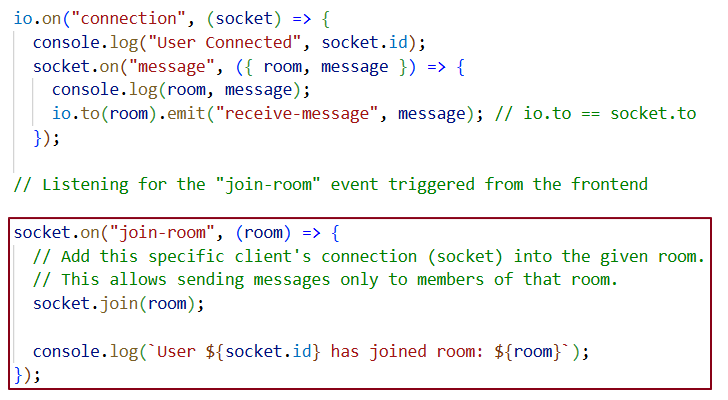 io.on("connection", (socket) => {
console.log("User Connected", socket.id);
socket.on("message", ({ room, message }) => {
console.log(room, message);
io.to(room).emit("receive-message", message); // io.to == socket.to
});
// Listening for the "join-room" event triggered from the frontend
socket.on("join-room", (room) => {
// Add this specific client's connection (socket) into the given room.
// This allows sending messages only to members of that room.
socket.join(room);
console.log(`User ${socket.id} has joined room: ${room}`);
});